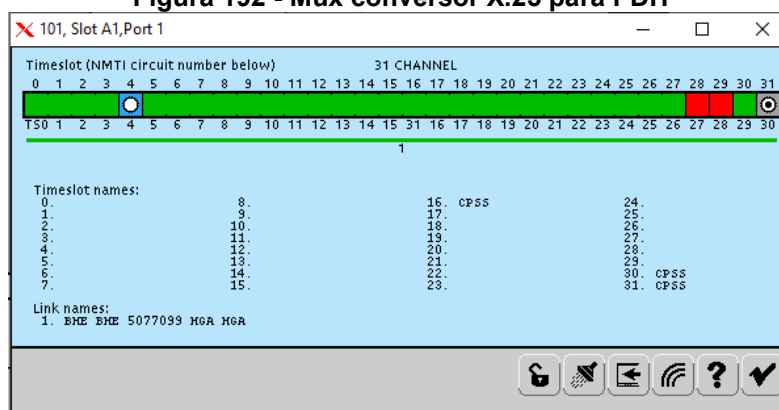 Figura 192 - Mux conversor X.25 para PDH
101, Slot A1,Port 1
Timeslot (NMTI circuit number below) 31 CHANNEL
0 1 2 3 4 5 6 7 8 9 10 11 12 13 14 15 16 17 18 19 20 21 22 23 24 25 26 27 28 29 30 31
TS0 1 2 3 4 5 6 7 8 9 10 11 12 13 14 15 31 16 17 18 19 20 21 22 23 24 25 26 27 28 29 30
1
Timeslot names:
0. 8. 16. CPSS 24.
1. 9. 17. 25.
2. 10. 18. 26.
3. 11. 19. 27.
4. 12. 20. 28.
5. 13. 21. 29.
6. 14. 22. 30. CPSS
7. 15. 23. 31. CPSS
Link names:
1. BHE BHE 5077099 HGA HGA
?